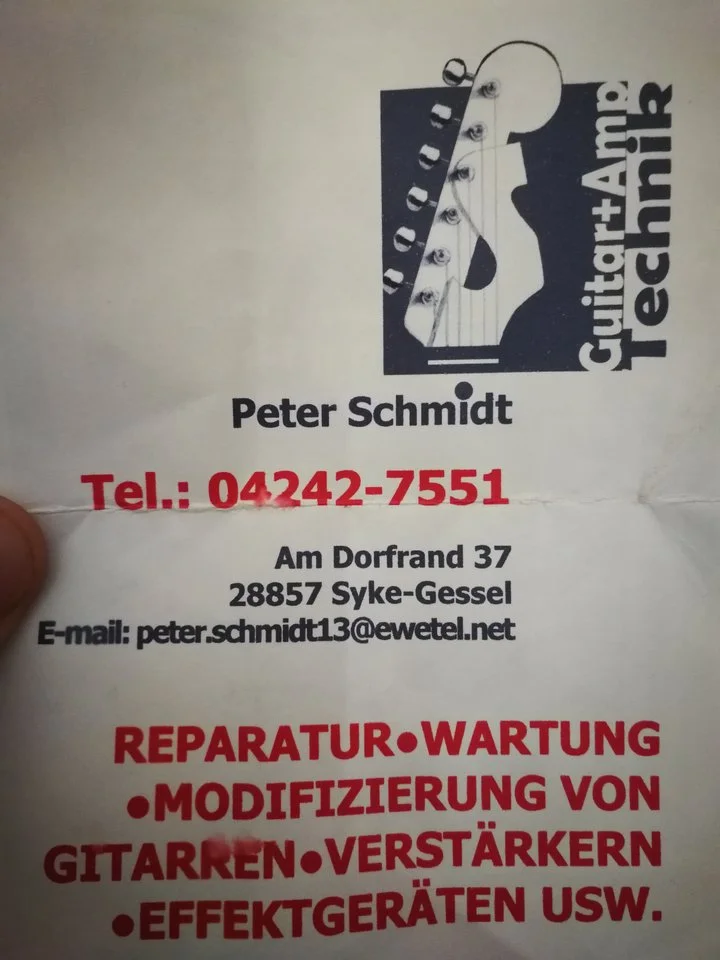 Guitar+Amp
Technik
Peter Schmidt
Tel.: 04242-7551
Am Dorfrand 37
28857 Syke-Gessel
E-mail: peter.schmidt13@ewetel.net
REPARATUR●WARTUNG
●MODIFIZIERUNG VON
GITARREN●VERSTÄRKERN
●EFFEKTGERÄTEN USW.